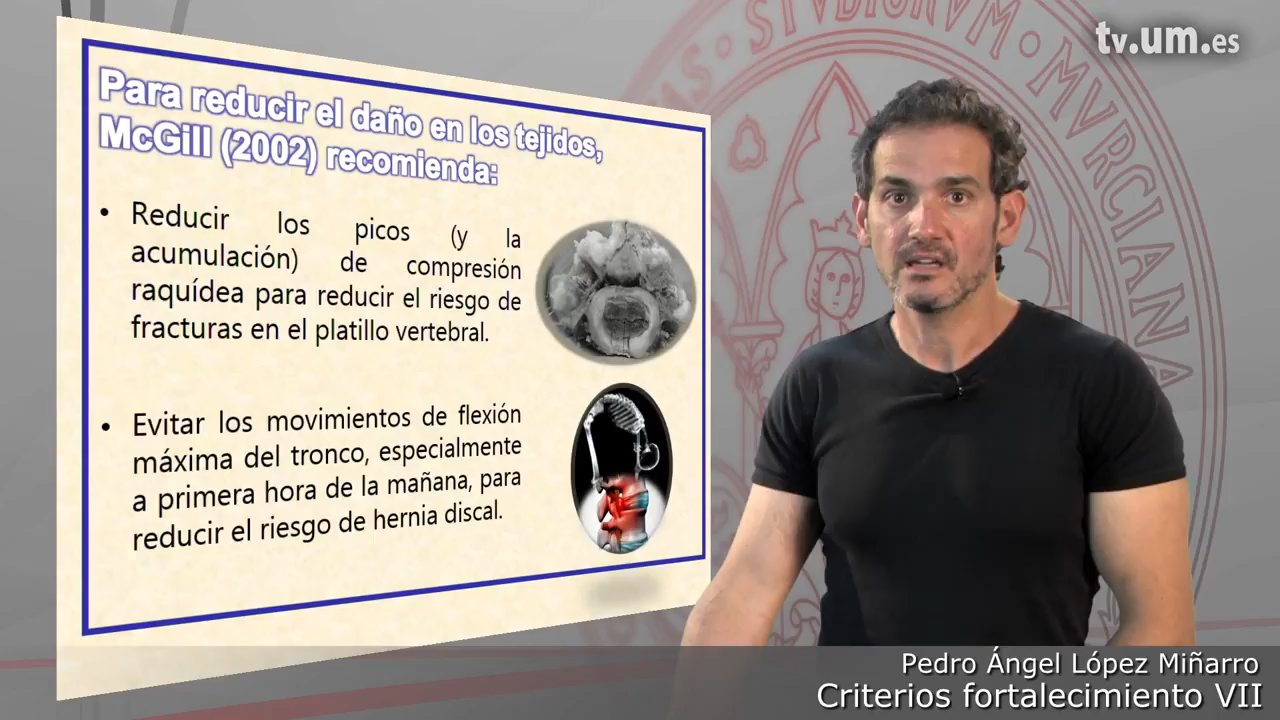 tv.um.es
STVDIORVM
MVRCIANA
Para reducir el daño en los tejidos,
McGill (2002) recomienda:
• Reducir los picos (y la
acumulación) de compresión
raquídea para reducir el riesgo de
fracturas en el platillo vertebral.
• Evitar los movimientos de flexión
máxima del tronco, especialmente
a primera hora de la mañana, para
reducir el riesgo de hernia discal.
Pedro Ángel López Miñarro
Criterios fortalecimiento VII